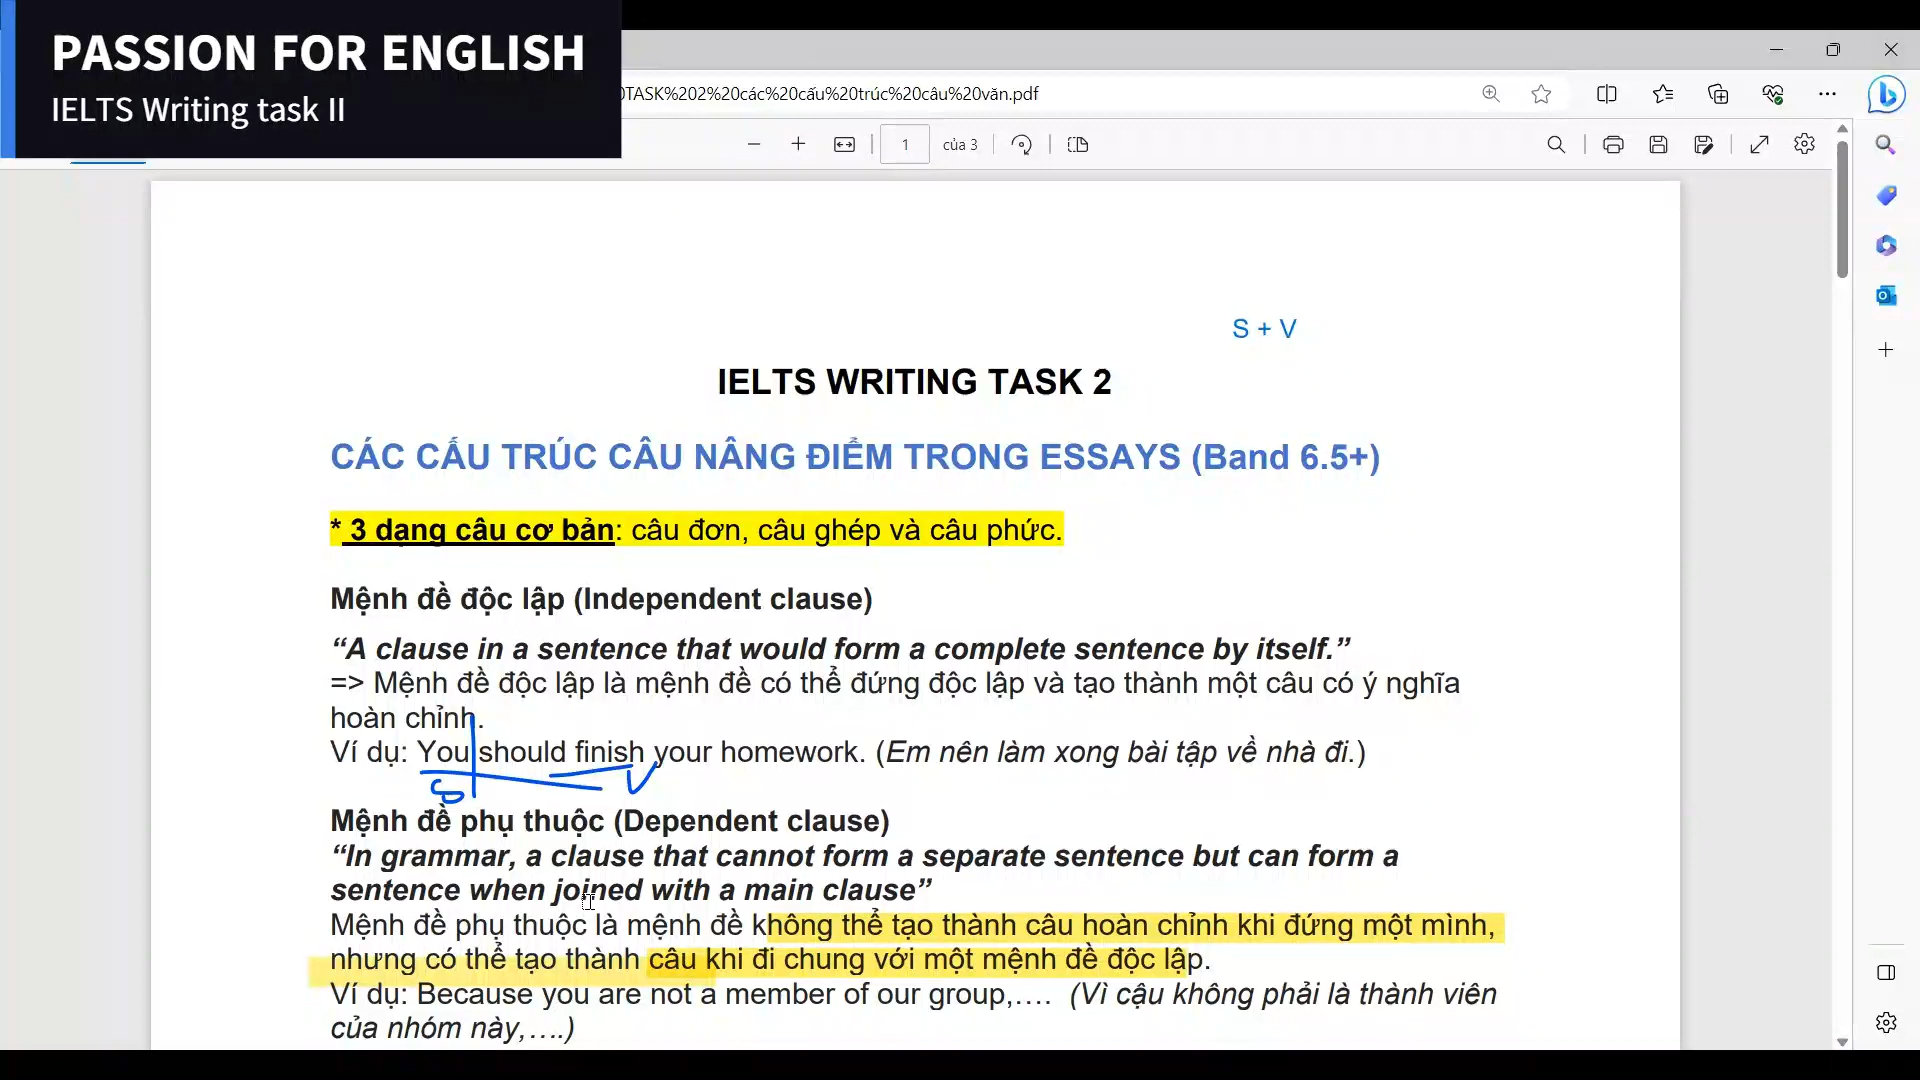 PASSION FOR ENGLISH
IELTS Writing task II
0TASK%202%20các%20cấu%20trúc%20câu%20văn.pdf
1 của 3
S + V
IELTS WRITING TASK 2
CÁC CẤU TRÚC CÂU NÂNG ĐIỂM TRONG ESSAYS (Band 6.5+)
* 3 dạng câu cơ bản: câu đơn, câu ghép và câu phức.
Mệnh đề độc lập (Independent clause)
“A clause in a sentence that would form a complete sentence by itself.”
=> Mệnh đề độc lập là mệnh đề có thể đứng độc lập và tạo thành một câu có ý nghĩa
hoàn chỉnh.
Ví dụ: You should finish your homework. (Em nên làm xong bài tập về nhà đi.)
S V
Mệnh đề phụ thuộc (Dependent clause)
“In grammar, a clause that cannot form a separate sentence but can form a
sentence when joined with a main clause”
Mệnh đề phụ thuộc là mệnh đề không thể tạo thành câu hoàn chỉnh khi đứng một mình,
nhưng có thể tạo thành câu khi đi chung với một mệnh đề độc lập.
Ví dụ: Because you are not a member of our group,…. (Vì cậu không phải là thành viên
của nhóm này,….)